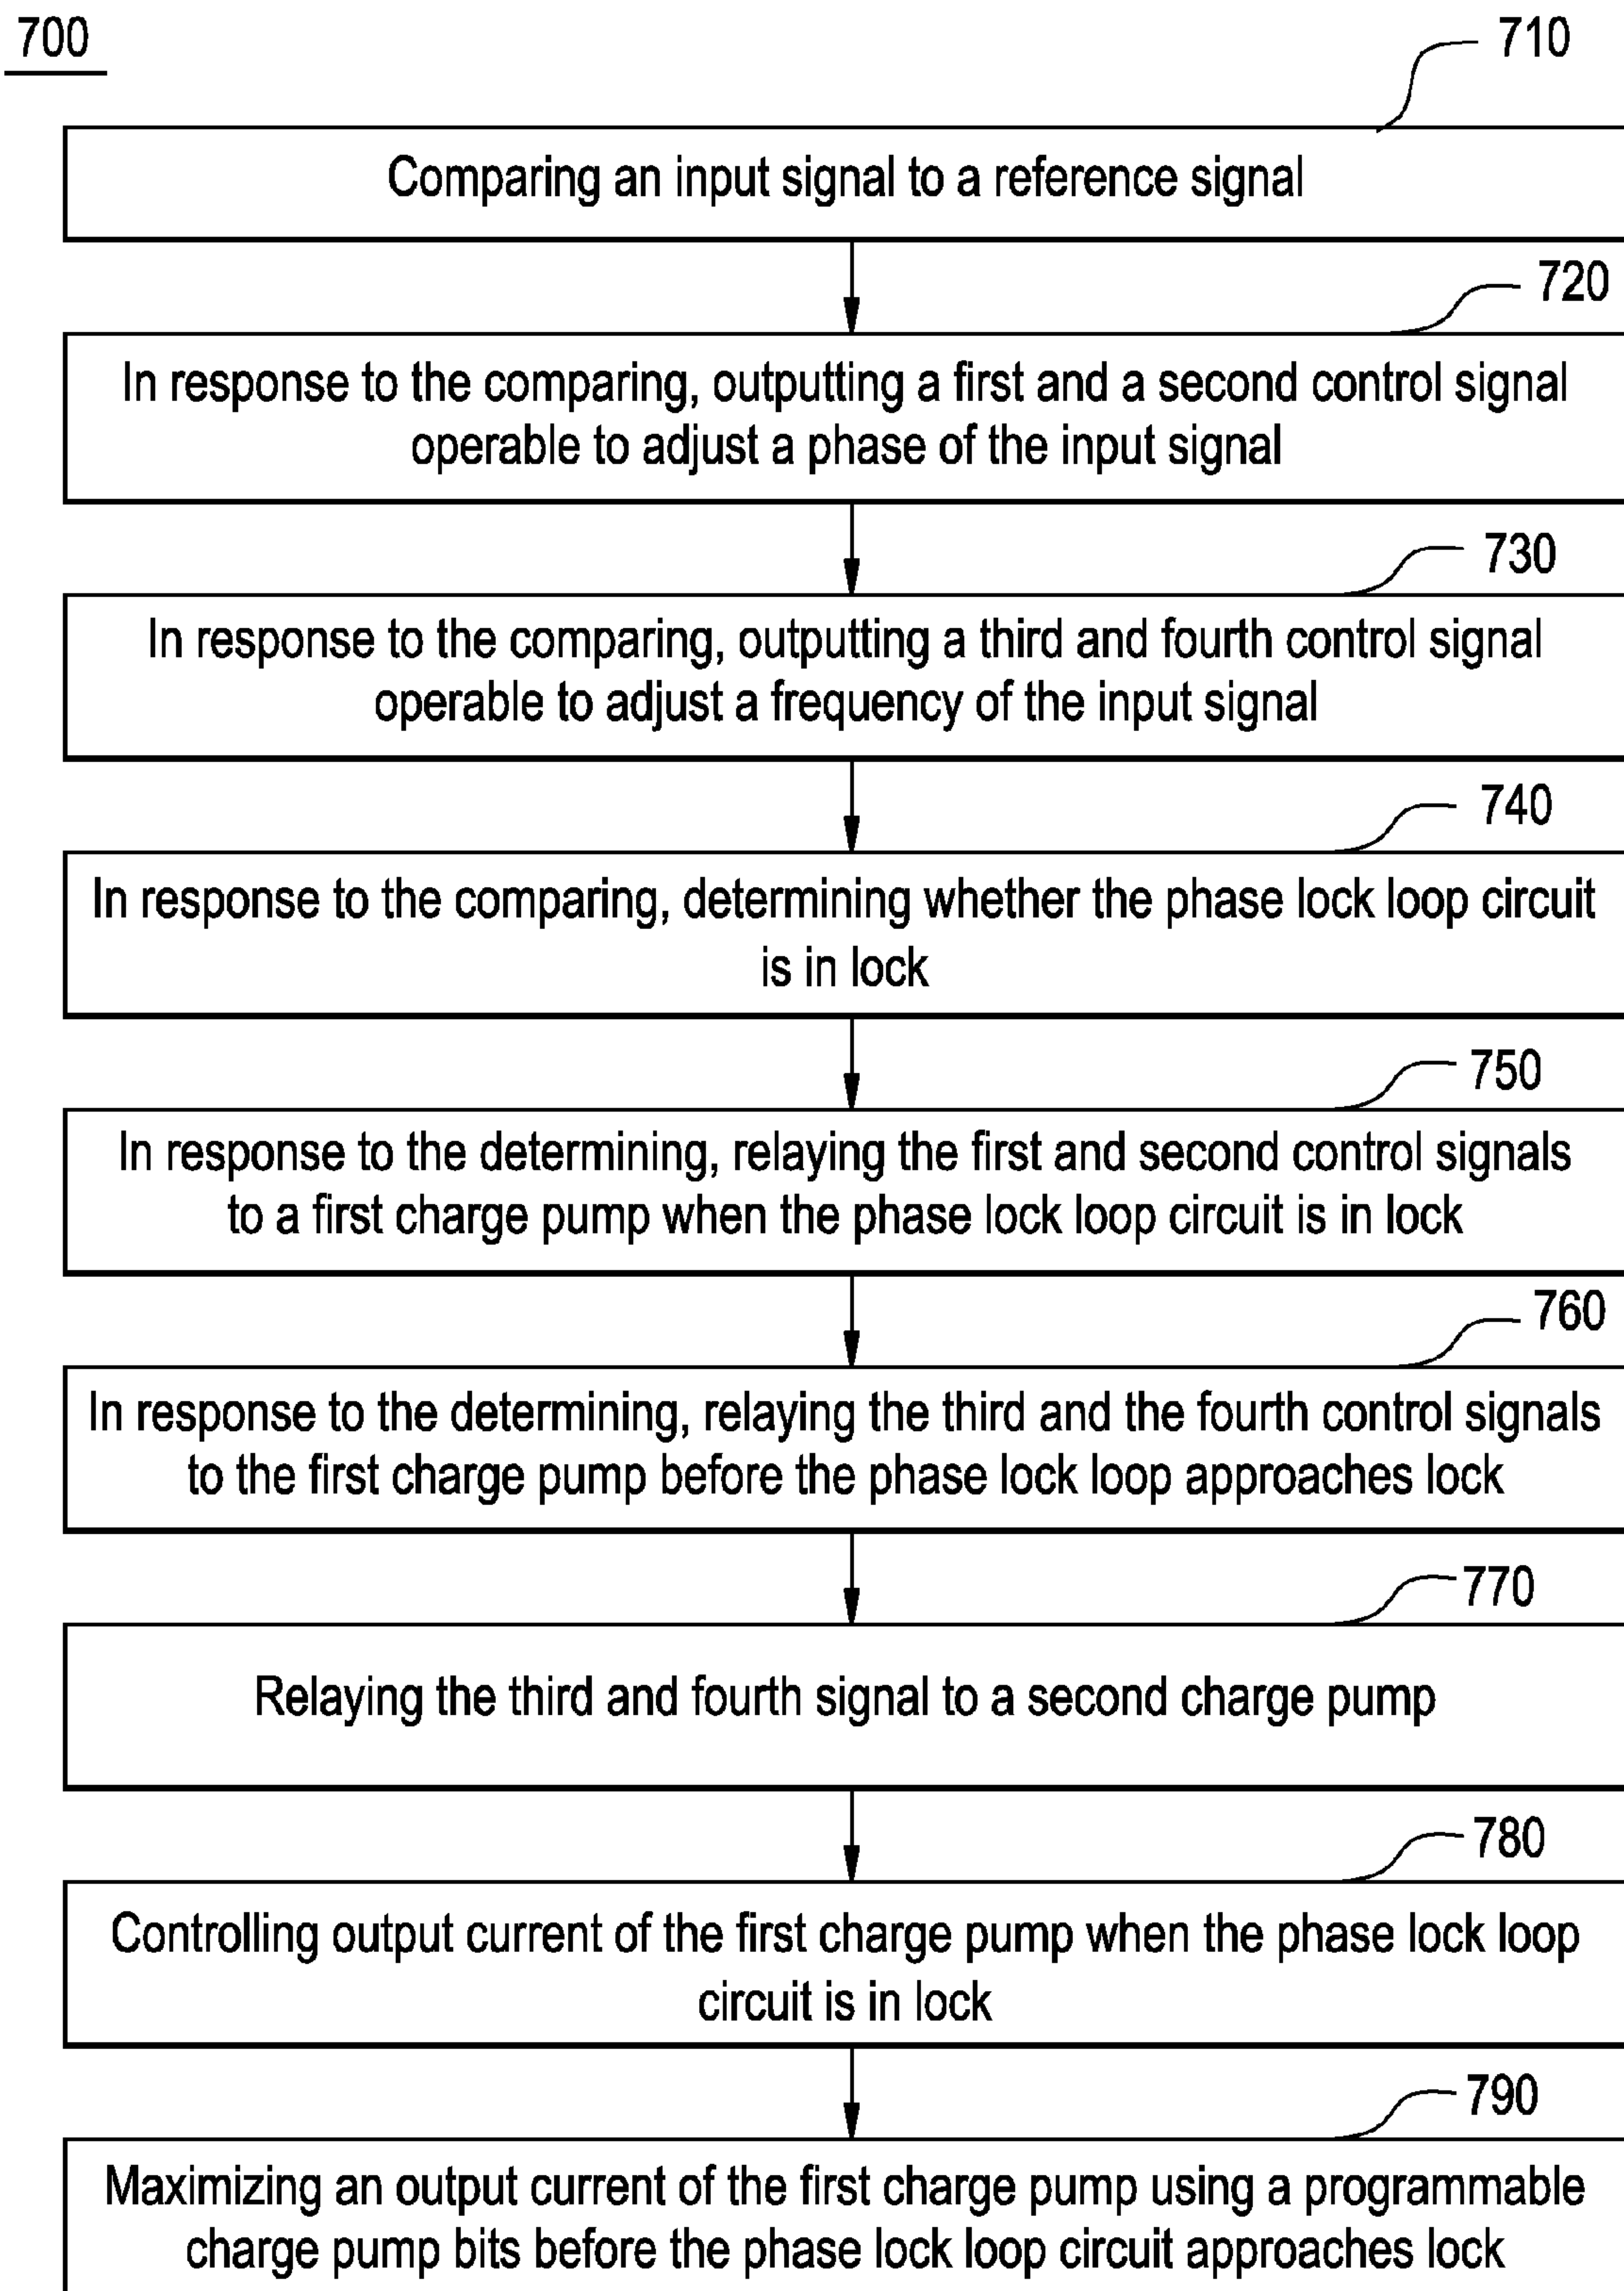 700
710
Comparing an input signal to a reference signal
720
In response to the comparing, outputting a first and a second control signal
operable to adjust a phase of the input signal
730
In response to the comparing, outputting a third and fourth control signal
operable to adjust a frequency of the input signal
740
In response to the comparing, determining whether the phase lock loop circuit
is in lock
750
In response to the determining, relaying the first and second control signals
to a first charge pump when the phase lock loop circuit is in lock
760
In response to the determining, relaying the third and the fourth control signals
to the first charge pump before the phase lock loop approaches lock
770
Relaying the third and fourth signal to a second charge pump
780
Controlling output current of the first charge pump when the phase lock loop
circuit is in lock
790
Maximizing an output current of the first charge pump using a programmable
charge pump bits before the phase lock loop circuit approaches lock